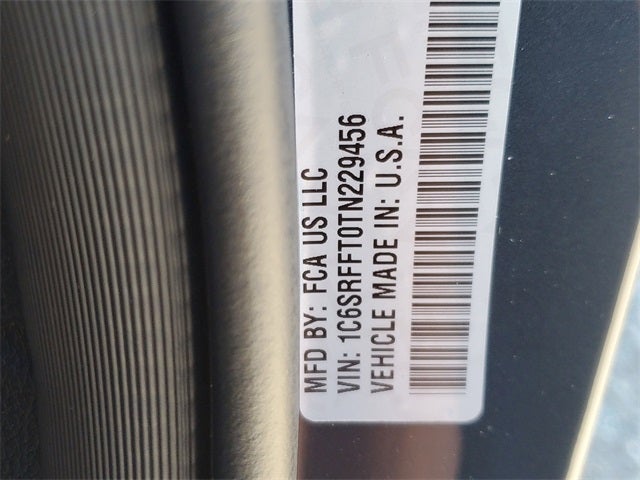 MFD BY: FCA US LLC
VIN: 1C6SRFFT0TN229456
VEHICLE MADE IN: U.S.A.